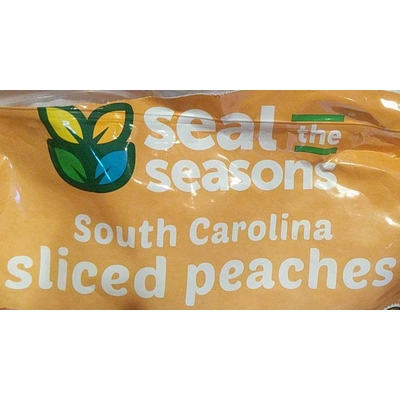 seal the
seasons
South Carolina
sliced peaches